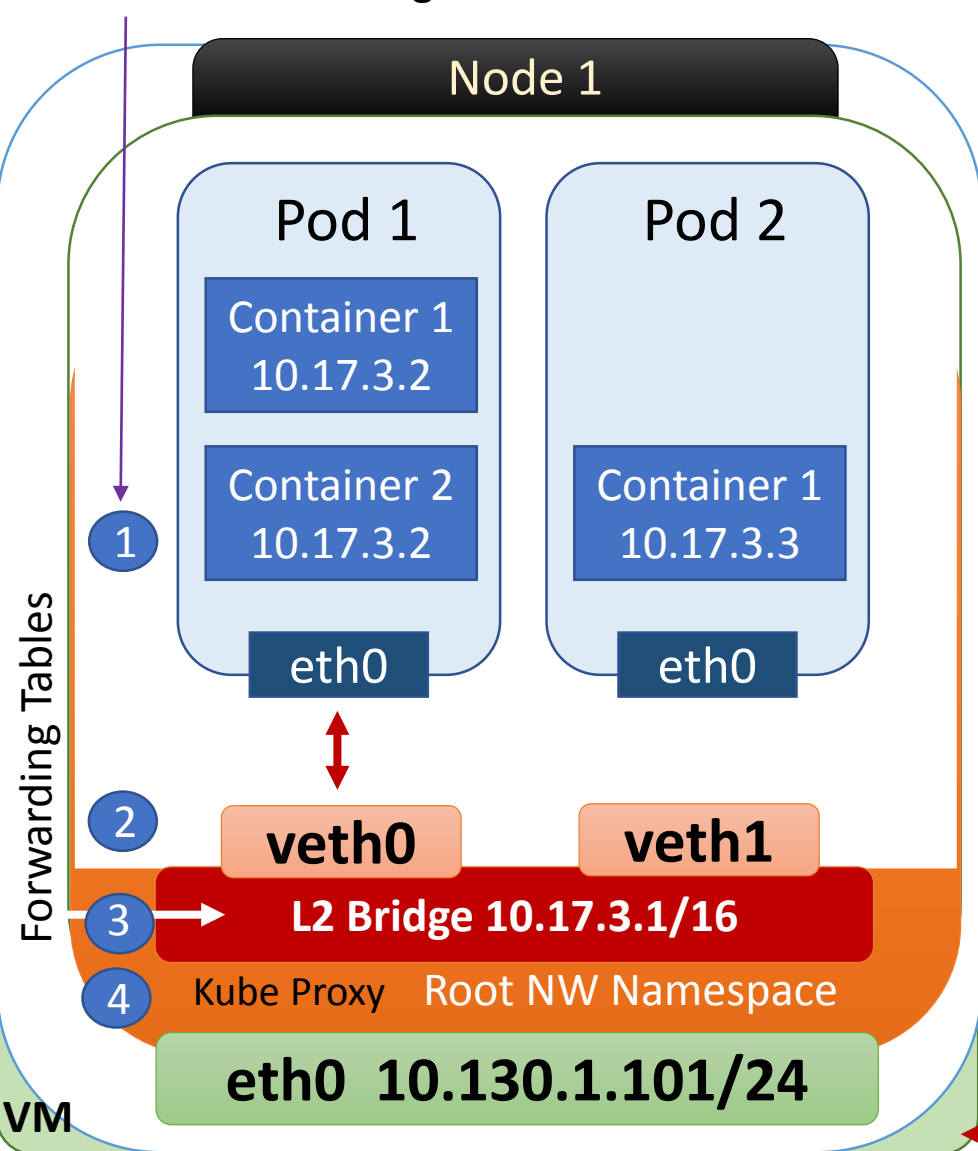 Node 1
Pod 1
Pod 2
Container 1
10.17.3.2
Container 2
10.17.3.2
Container 1
10.17.3.3
1
eth0
eth0
Forwarding Tables
2
veth0
veth1
3
L2 Bridge 10.17.3.1/16
4
Kube Proxy
Root NW Namespace
eth0 10.130.1.101/24
VM